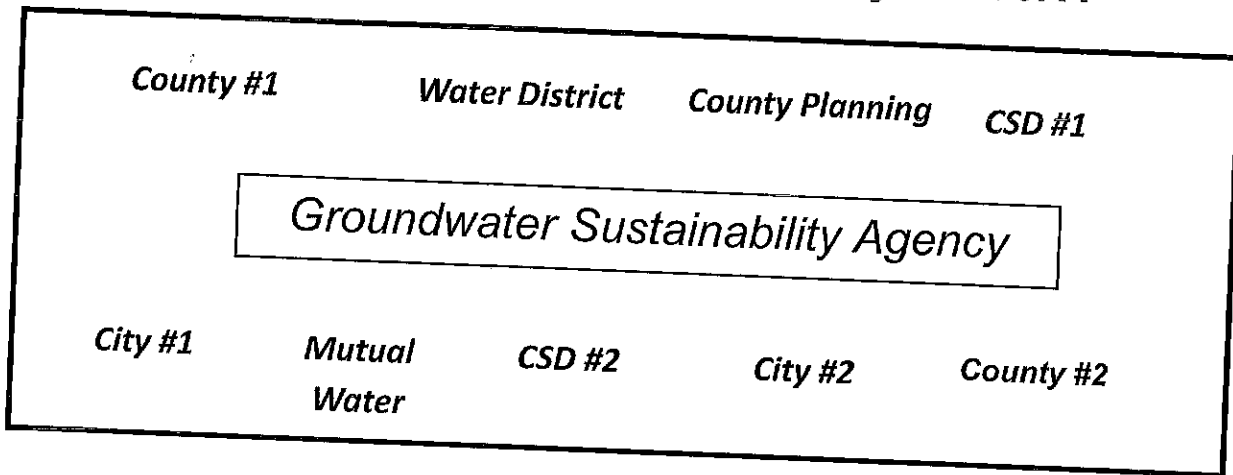 County #1 Water District County Planning CSD #1
Groundwater Sustainability Agency
City #1 Mutual Water CSD #2 City #2 County #2